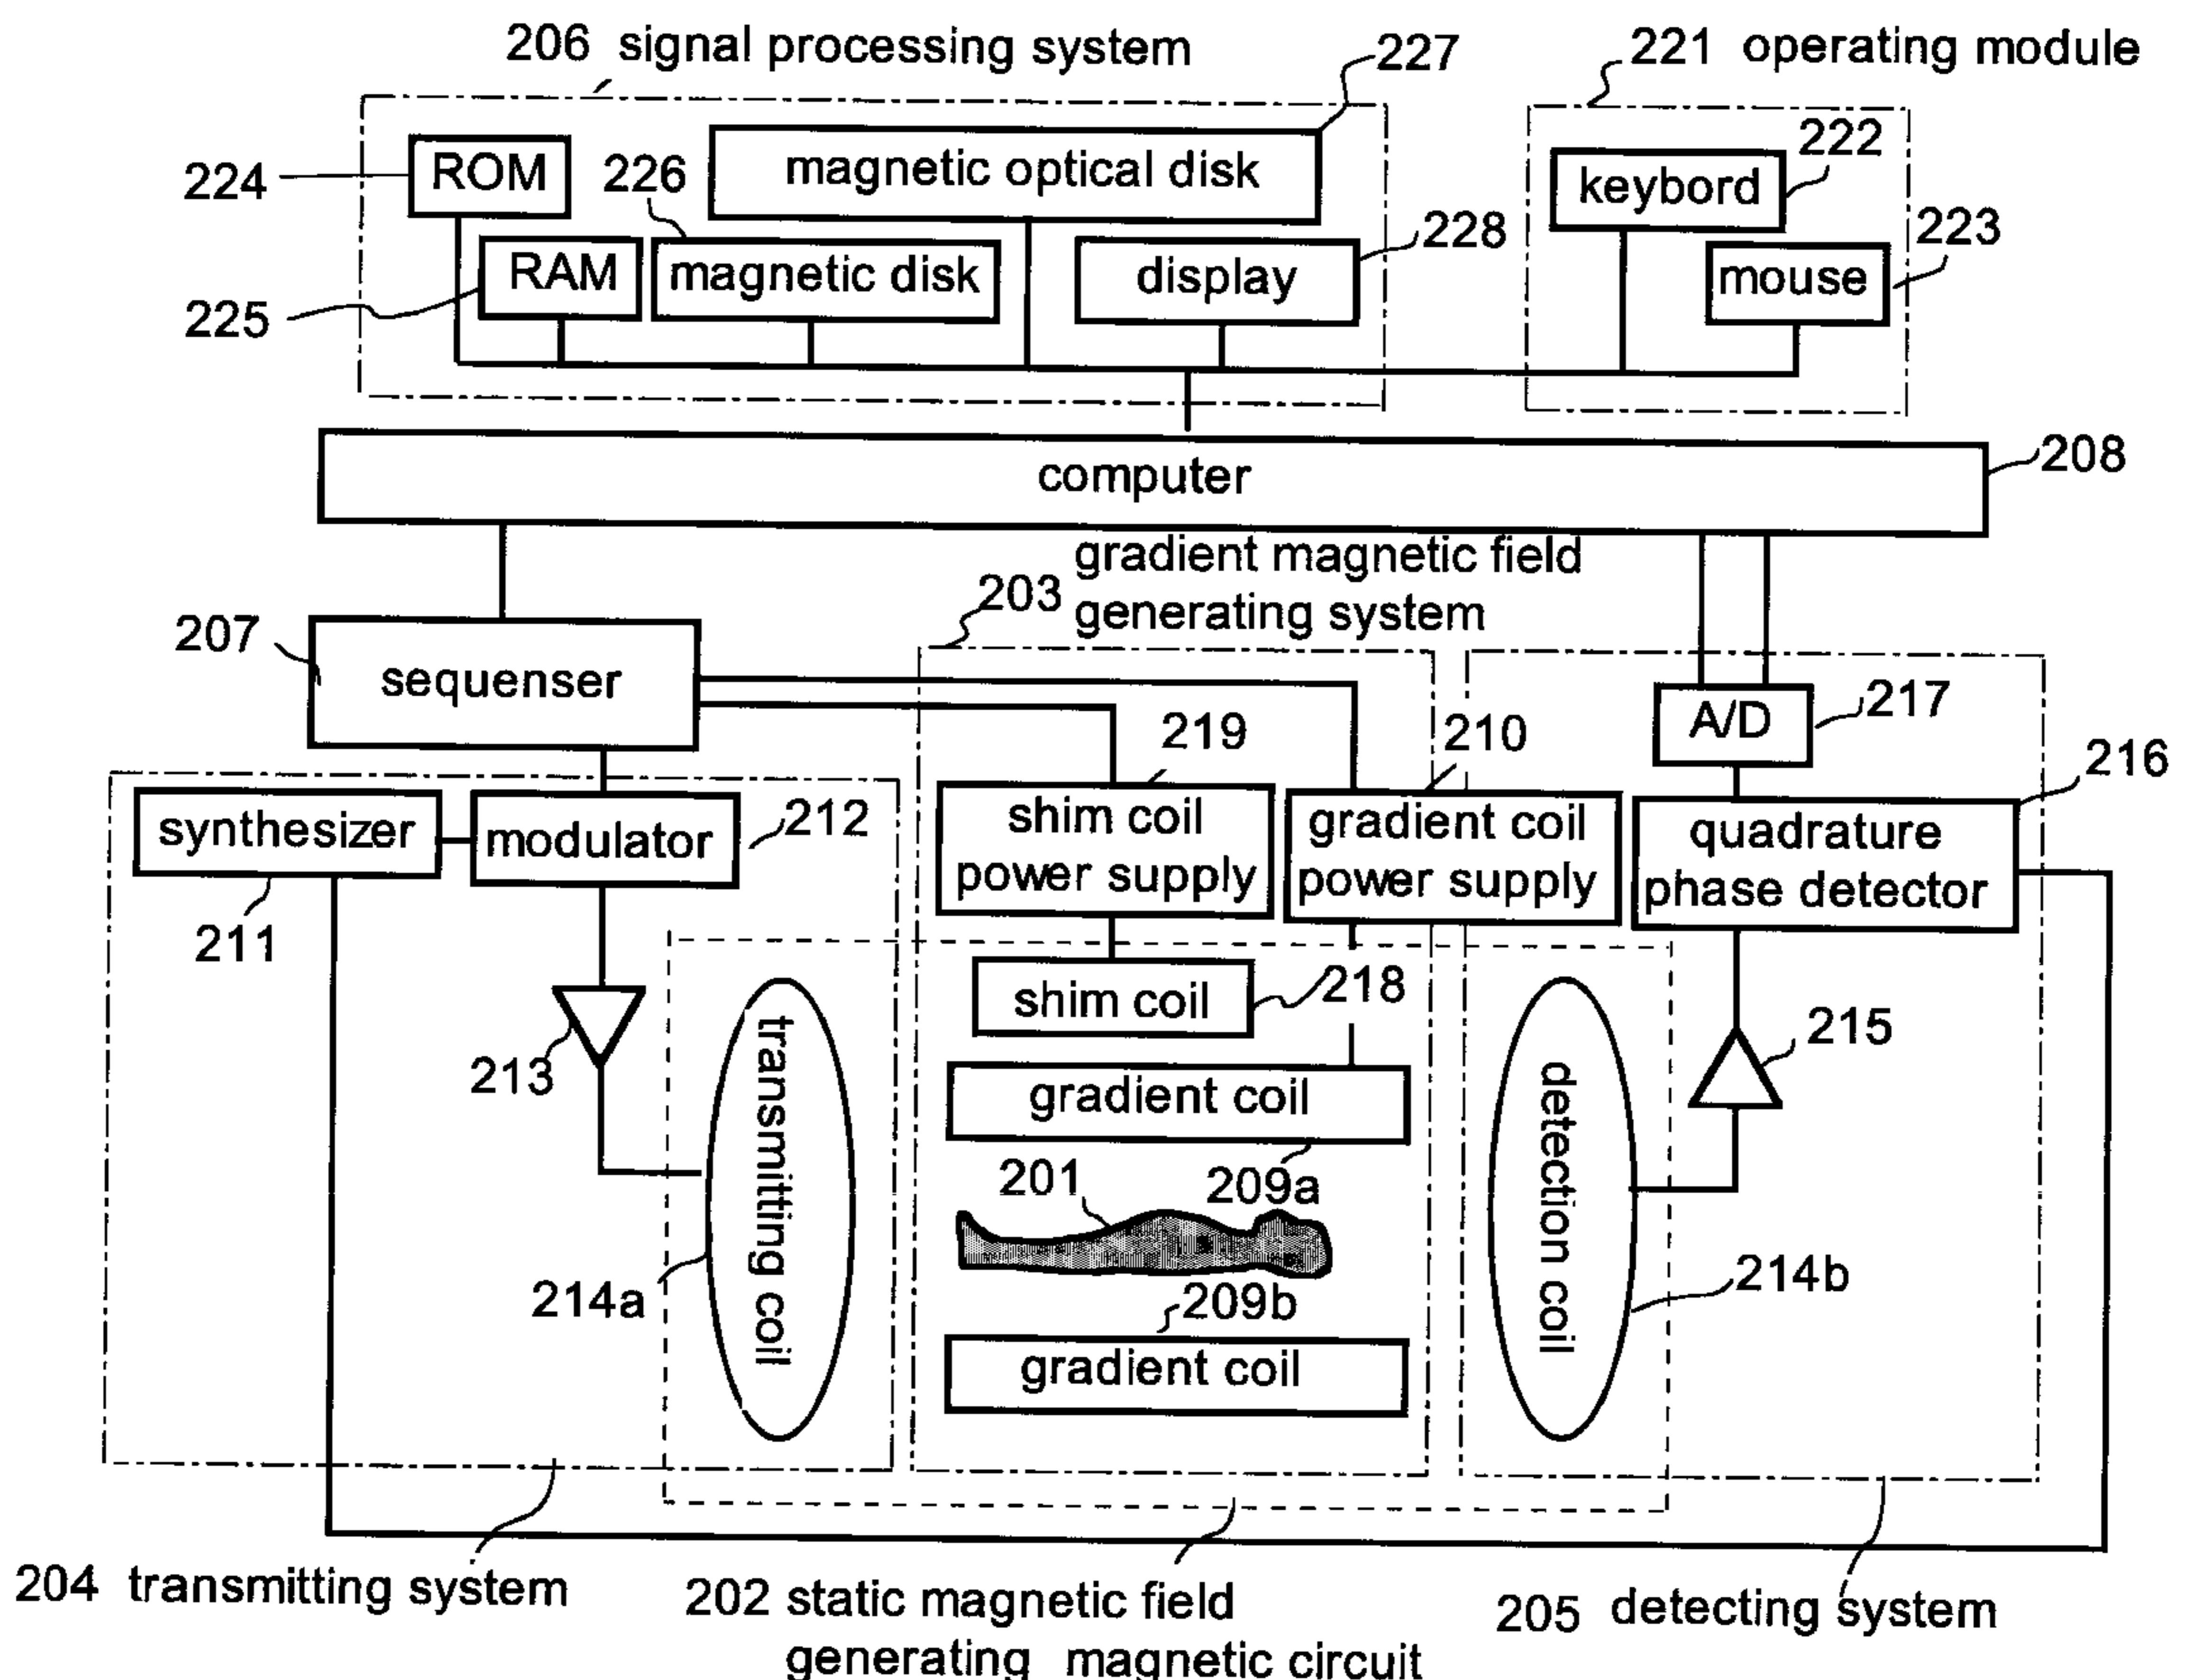 206 signal processing system
227
221 operating module
224
ROM
226
magnetic optical disk
222
keybord
225
RAM
magnetic disk
display
228
mouse
223
computer
208
gradient magnetic field
203 generating system
207
sequenser
219
210
A/D
217
216
synthesizer
modulator
212
shim coil
power supply
gradient coil
power supply
quadrature
phase detector
211
shim coil
218
213
215
transmitting coil
gradient coil
detection coil
201
209a
214a
209b
214b
gradient coil
204 transmitting system
202 static magnetic field
generating magnetic circuit
205 detecting system